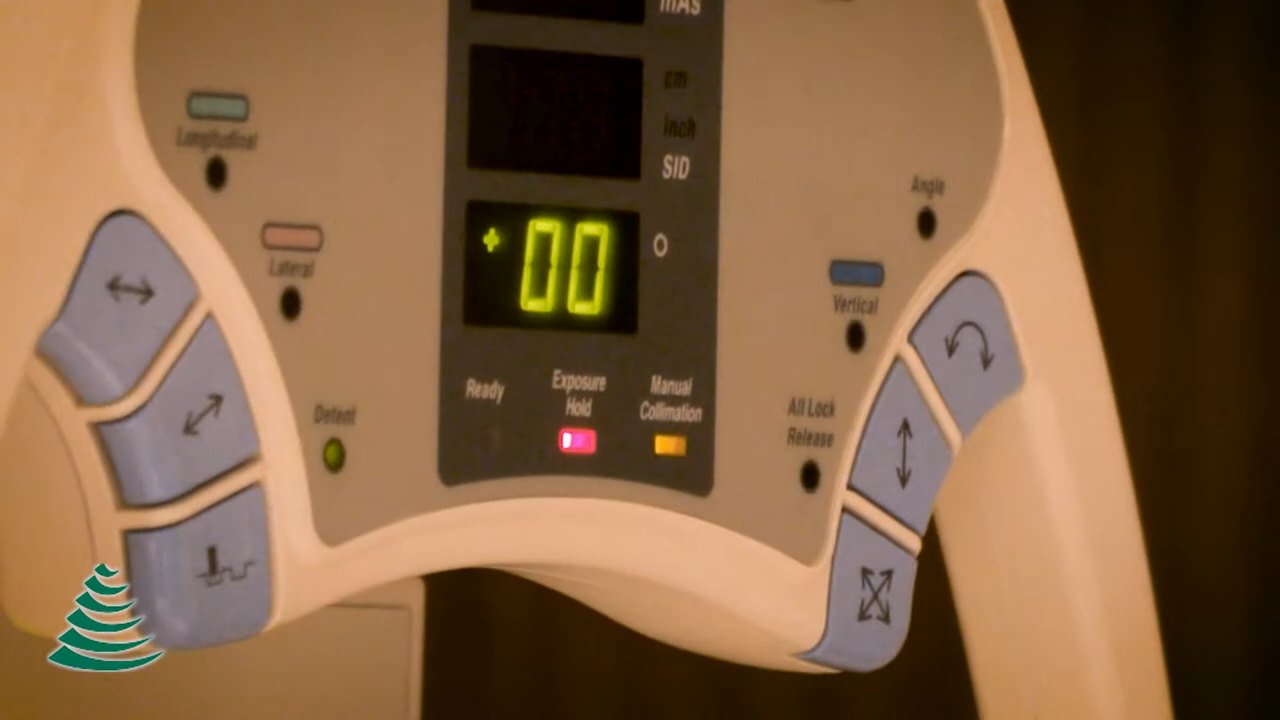 mAs
cm
inch
SID
Longitudinal
Angle
Lateral
+ 00
O
Vertical
Ready
Exposure
Hold
Manual
Collimation
Detent
All Lock
Release